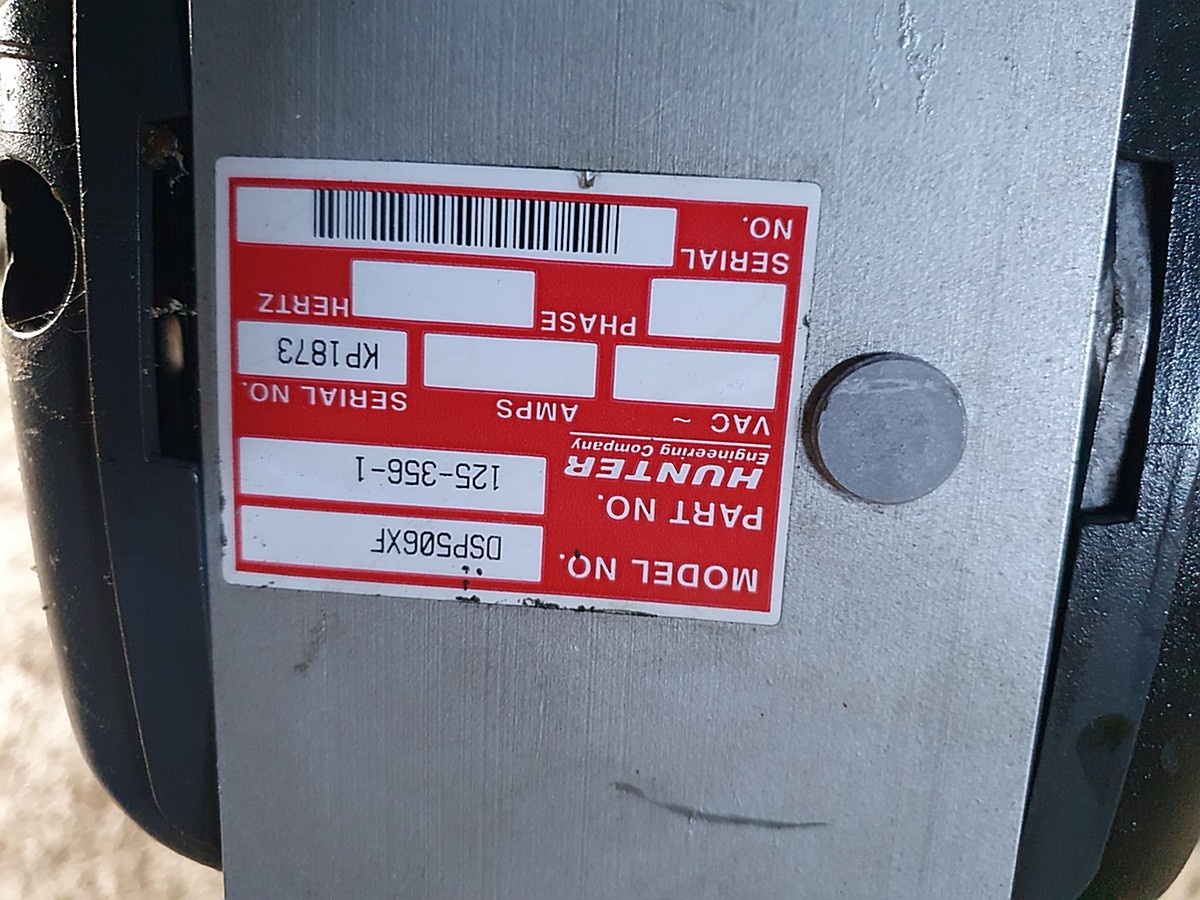 MODEL NO. DSP506XF
PART NO. 125-356-1
HUNTER
Engineering Company
VAC ~ AMPS SERIAL NO.
KP1873
PHASE HERTZ
SERIAL
NO.